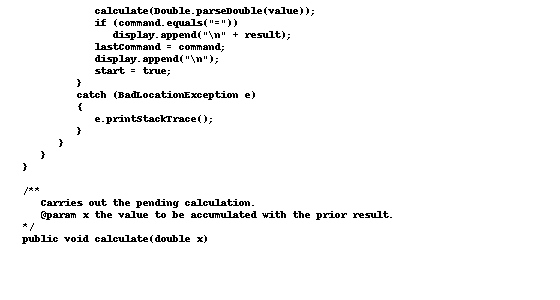 calculate(Double.parseDouble(value));
if (command.equals("="))
display.append("\n" + result);
lastCommand = command;
display.append("\n");
start = true;
}
catch (BadLocationException e)
{
e.printStackTrace();
}
}
}
}
/**
Carries out the pending calculation.
@param x the value to be accumulated with the prior result.
*/
public void calculate(double x)